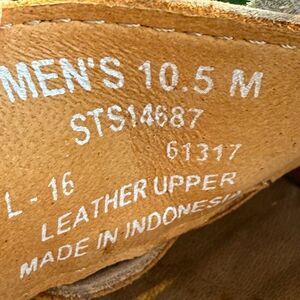 MEN'S 10.5 M
STS14687
61317
L - 16
LEATHER UPPER
MADE IN INDONESIA